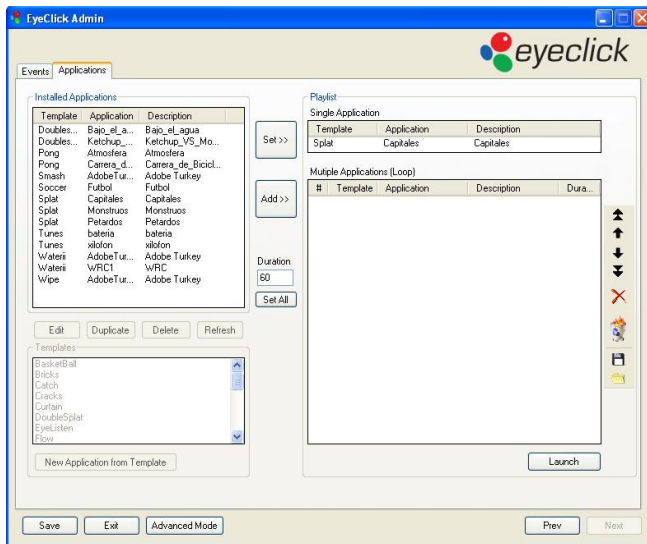 EyeClick Admin
eyeclick
Events Applications
Installed Applications
Template Application Description
Doubles... Bajo_el_a... Bajo_el_agua
Doubles... Ketchup_... Ketchup_VS_Mo...
Pong Atmosfera Atmosfera
Pong Carrera_d... Carrera_de_Bicicl...
Smash AdobeTur... Adobe Turkey
Soccer Futbol Futbol
Splat Capitales Capitales
Splat Monstruos Monstruos
Splat Petardos Petardos
Tunes bateria bateria
Tunes xilofon xilofon
Waterii AdobeTur... Adobe Turkey
Waterii WRC1 WRC
Wipe AdobeTur... Adobe Turkey
Edit Duplicate Delete Refresh
Templates
BasketBall
Bricks
Catch
Cracks
Curtain
DoubleSplat
EyeListen
Flow
New Application from Template
Set >>
Add >>
Duration
60
Set All
Playlist
Single Application
Template Application Description
Splat Capitales Capitales
Mutiple Applications (Loop)
# Template Application Description Dura...
Launch
Save Exit Advanced Mode Prev Next